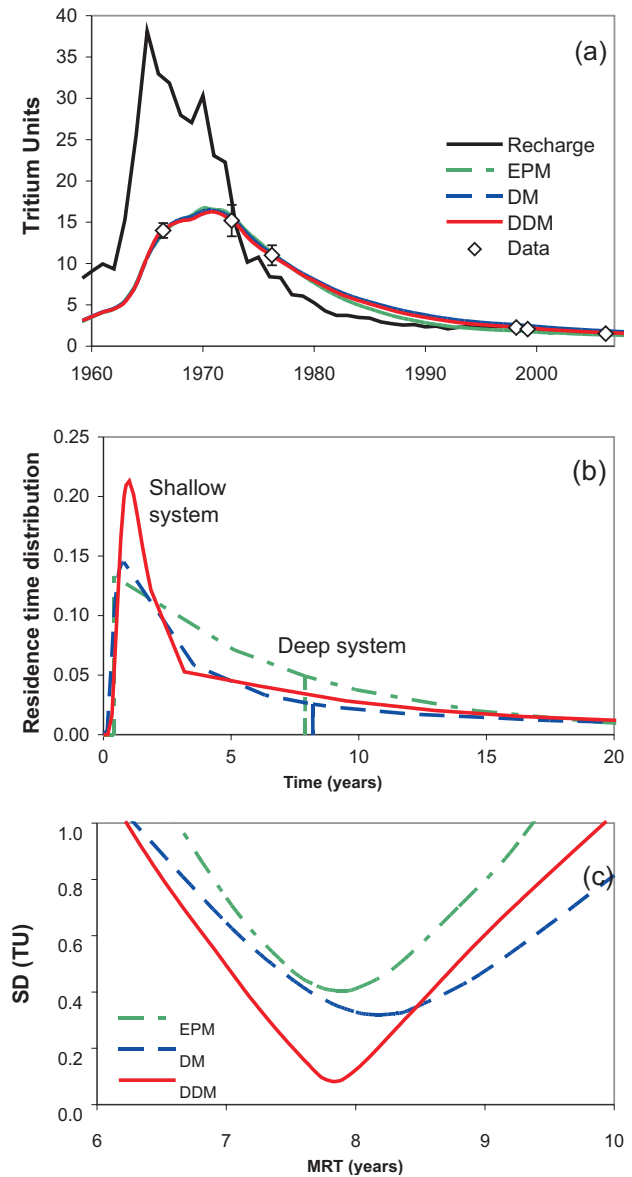 (a)
Tritium Units
40
35
30
25
20
15
10
5
0
1960
1970
1980
1990
2000
Recharge
EPM
DM
DDM
Data
(b)
Residence time distribution
0.25
0.20
0.15
0.10
0.05
0.00
Shallow
system
Deep system
0
5
10
15
20
Time (years)
(c)
SD (TU)
1.0
0.8
0.6
0.4
0.2
0.0
EPM
DM
DDM
6
7
8
9
10
MRT (years)